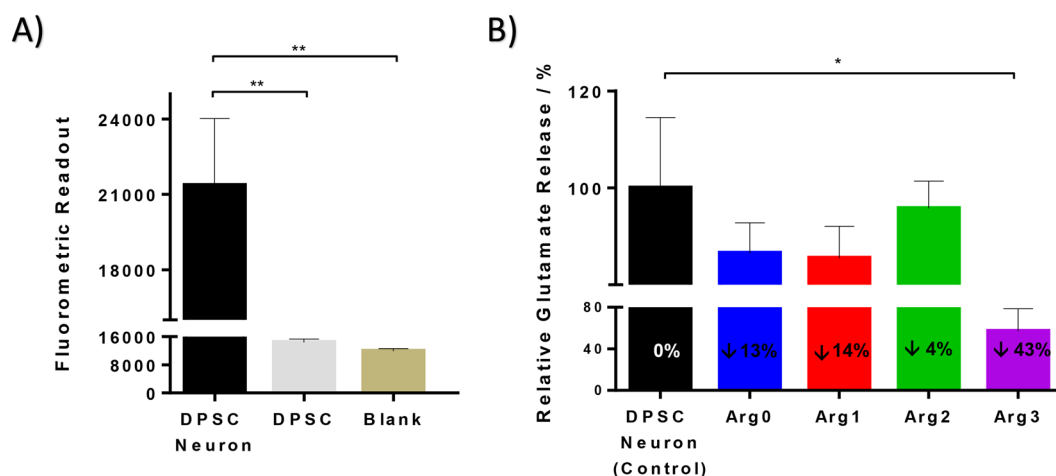 A)
**
**
Fluorometric Readout
24000
21000
18000
16000
8000
0
DPSC
Neuron
DPSC
Blank
B)
*
Relative Glutamate Release / %
120
100
80
40
0
0%
↓ 13%
↓ 14%
↓ 4%
↓ 43%
DPSC
Neuron
(Control)
Arg0
Arg1
Arg2
Arg3